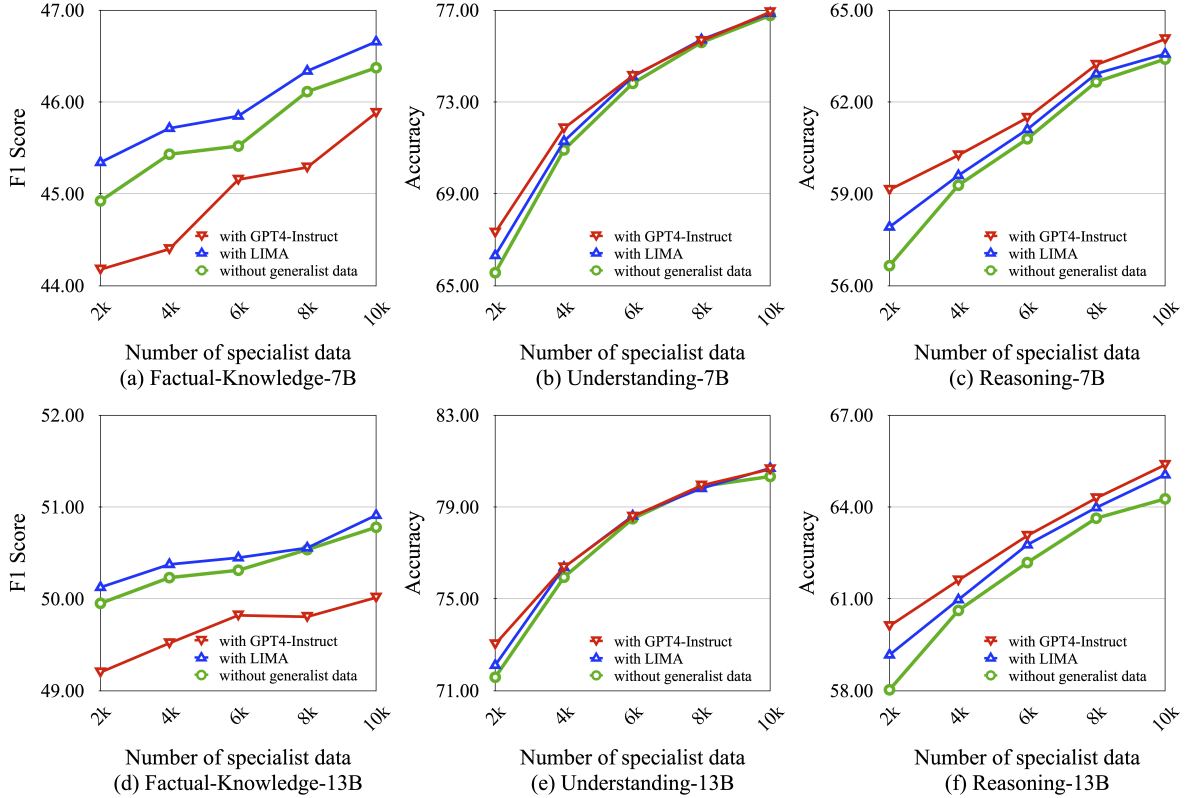 47.00
46.00
45.00
44.00
F1 Score
with GPT4-Instruct
with LIMA
without generalist data
2k 4k 6k 8k 10k
Number of specialist data
(a) Factual-Knowledge-7B
77.00
73.00
69.00
65.00
Accuracy
with GPT4-Instruct
with LIMA
without generalist data
2k 4k 6k 8k 10k
Number of specialist data
(b) Understanding-7B
65.00
62.00
59.00
56.00
Accuracy
with GPT4-Instruct
with LIMA
without generalist data
2k 4k 6k 8k 10k
Number of specialist data
(c) Reasoning-7B
52.00
51.00
50.00
49.00
F1 Score
with GPT4-Instruct
with LIMA
without generalist data
2k 4k 6k 8k 10k
Number of specialist data
(d) Factual-Knowledge-13B
83.00
79.00
75.00
71.00
Accuracy
with GPT4-Instruct
with LIMA
without generalist data
2k 4k 6k 8k 10k
Number of specialist data
(e) Understanding-13B
67.00
64.00
61.00
58.00
Accuracy
with GPT4-Instruct
with LIMA
without generalist data
2k 4k 6k 8k 10k
Number of specialist data
(f) Reasoning-13B